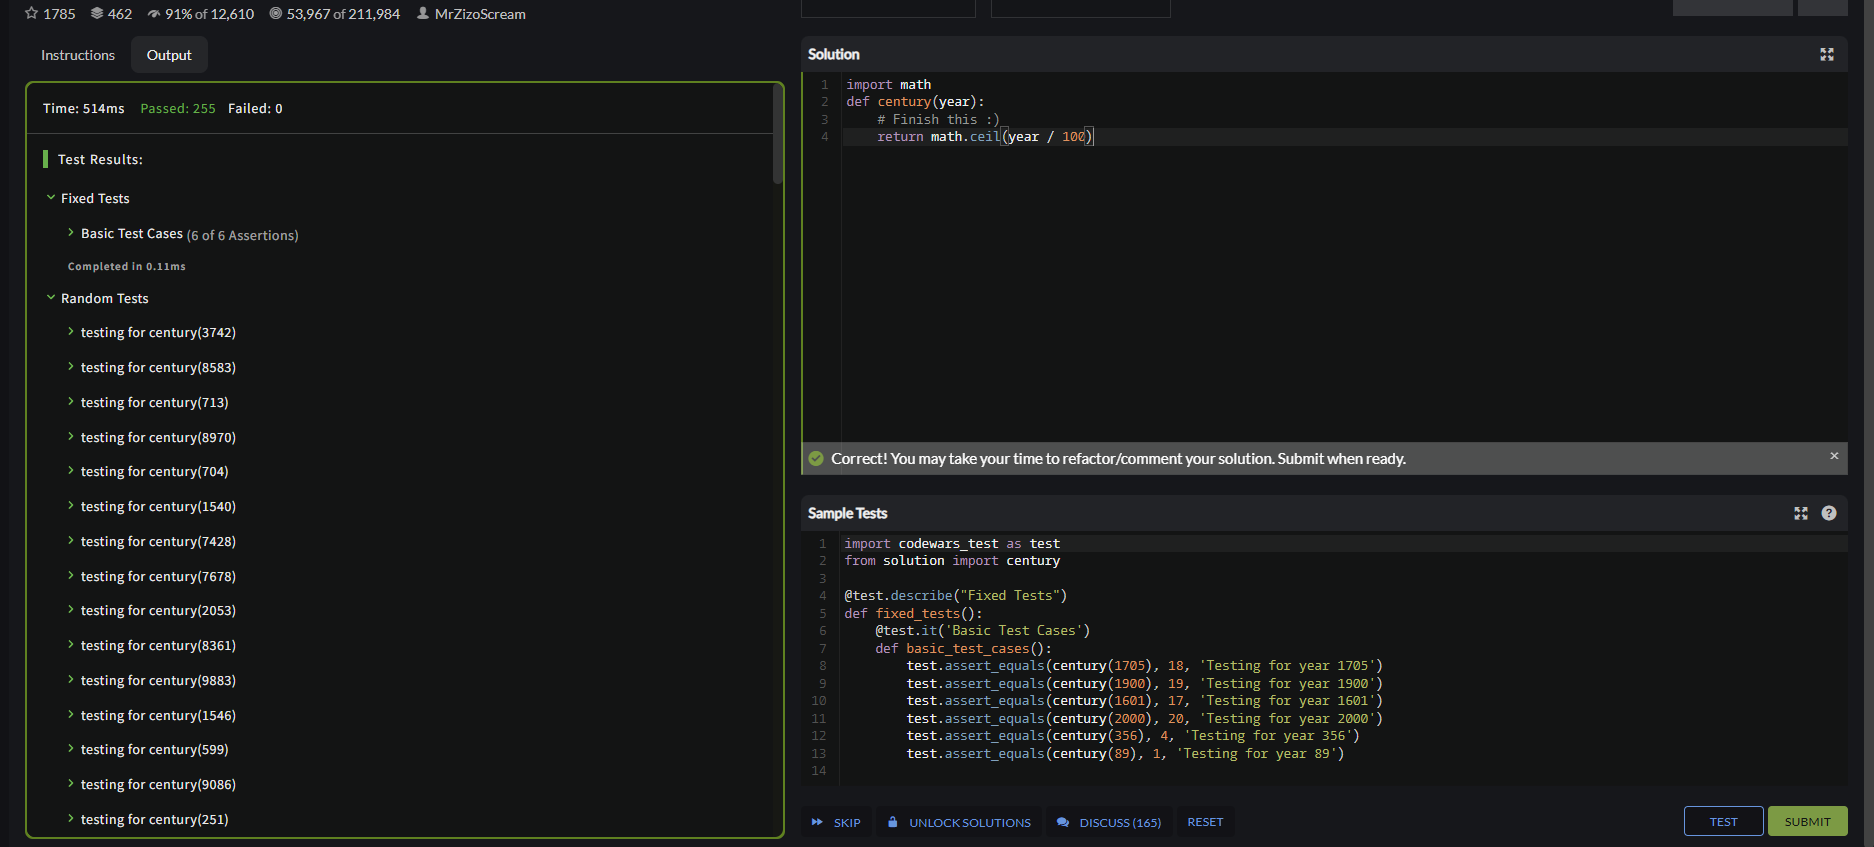 1785 462 91% of 12,610 53,967 of 211,984 MrZizoScream
Instructions Output
Time: 514ms Passed: 255 Failed: 0
Test Results:
Fixed Tests
Basic Test Cases (6 of 6 Assertions)
Completed in 0.11ms
Random Tests
testing for century(3742)
testing for century(8583)
testing for century(713)
testing for century(8970)
testing for century(704)
testing for century(1540)
testing for century(7428)
testing for century(7678)
testing for century(2053)
testing for century(8361)
testing for century(9883)
testing for century(1546)
testing for century(599)
testing for century(9086)
testing for century(251)
Solution
1 import math
2 def century(year):
3     # Finish this :)
4     return math.ceil(year / 100)
Correct! You may take your time to refactor/comment your solution. Submit when ready. ×
Sample Tests ?
1 import codewars_test as test
2 from solution import century
3
4 @test.describe("Fixed Tests")
5 def fixed_tests():
6     @test.it('Basic Test Cases')
7     def basic_test_cases():
8         test.assert_equals(century(1705), 18, 'Testing for year 1705')
9         test.assert_equals(century(1900), 19, 'Testing for year 1900')
10         test.assert_equals(century(1601), 17, 'Testing for year 1601')
11         test.assert_equals(century(2000), 20, 'Testing for year 2000')
12         test.assert_equals(century(356), 4, 'Testing for year 356')
13         test.assert_equals(century(89), 1, 'Testing for year 89')
14
SKIP UNLOCK SOLUTIONS DISCUSS (165) RESET TEST SUBMIT